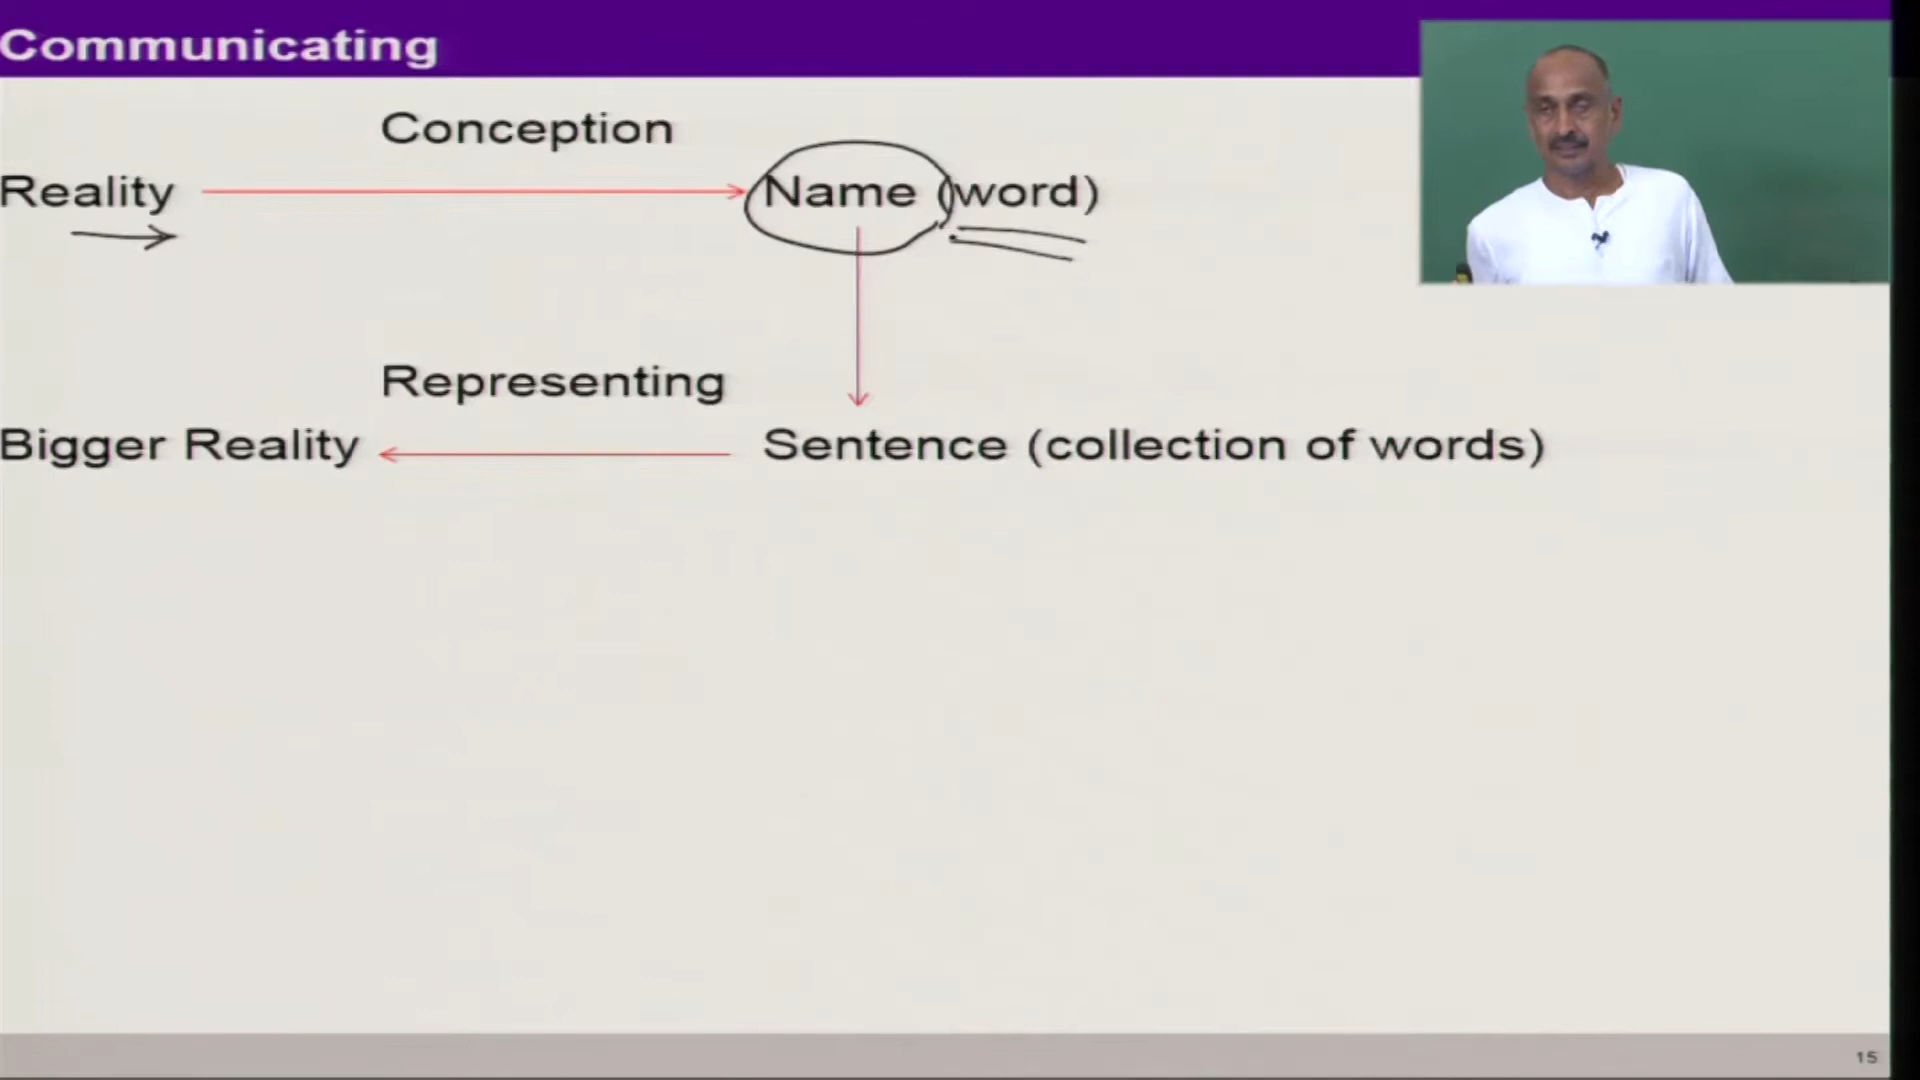 Communicating
Conception
Reality Name (word)
Representing
Bigger Reality Sentence (collection of words)
15